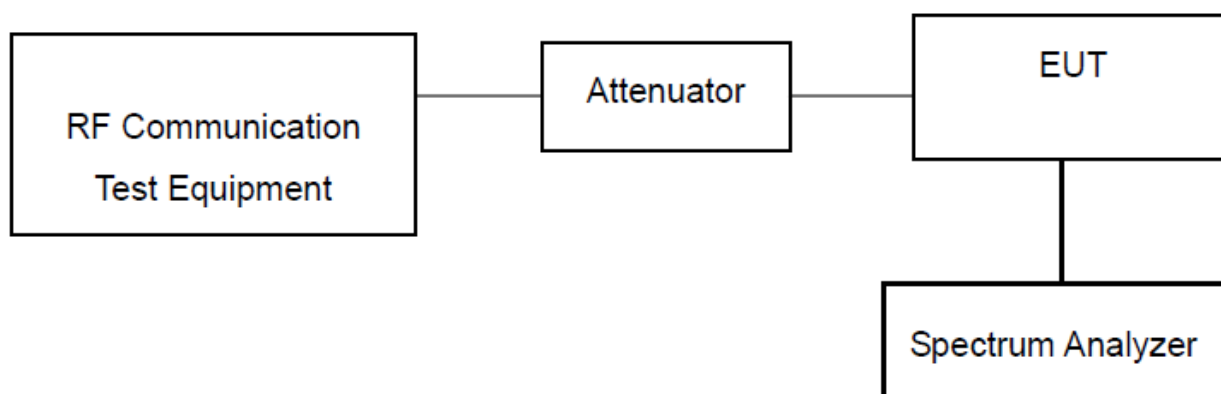 RF Communication
Test Equipment
Attenuator
EUT
Spectrum Analyzer